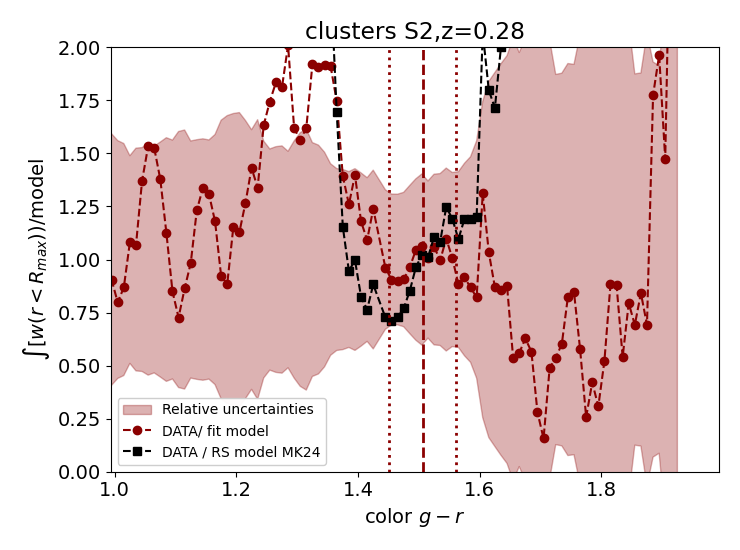 clusters S2,z=0.28
2.00
1.75
1.50
1.25
1.00
0.75
0.50
0.25
0.00
∫[w(r < R_max))/model
Relative uncertainties
DATA/ fit model
DATA / RS model MK24
1.0 1.2 1.4 1.6 1.8
color g − r